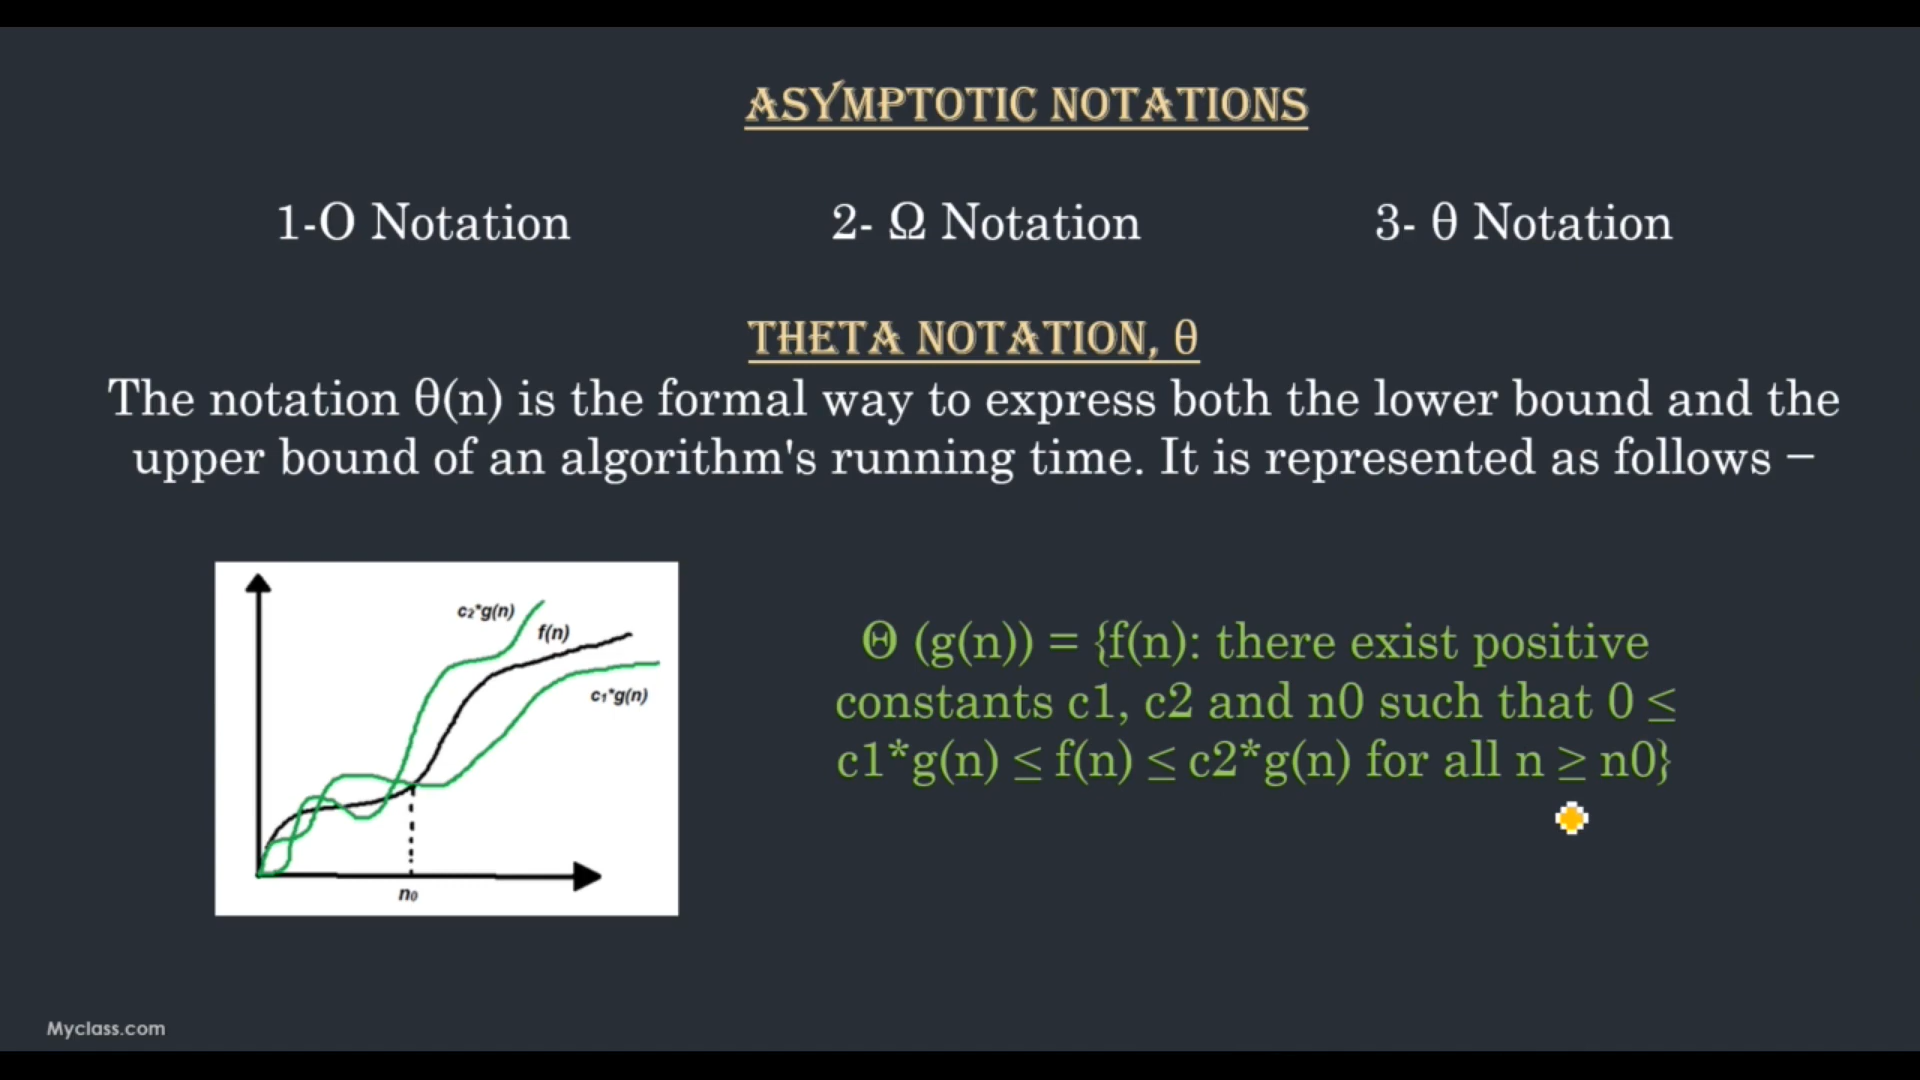 ASYMPTOTIC NOTATIONS
1-O Notation
2- Ω Notation
3- θ Notation
THETA NOTATION, θ
The notation θ(n) is the formal way to express both the lower bound and the
upper bound of an algorithm's running time. It is represented as follows −
c₂*g(n)
f(n)
c₁*g(n)
n₀
Θ (g(n)) = {f(n): there exist positive
constants c1, c2 and n0 such that 0 ≤
c1*g(n) ≤ f(n) ≤ c2*g(n) for all n ≥ n0}
Myclass.com